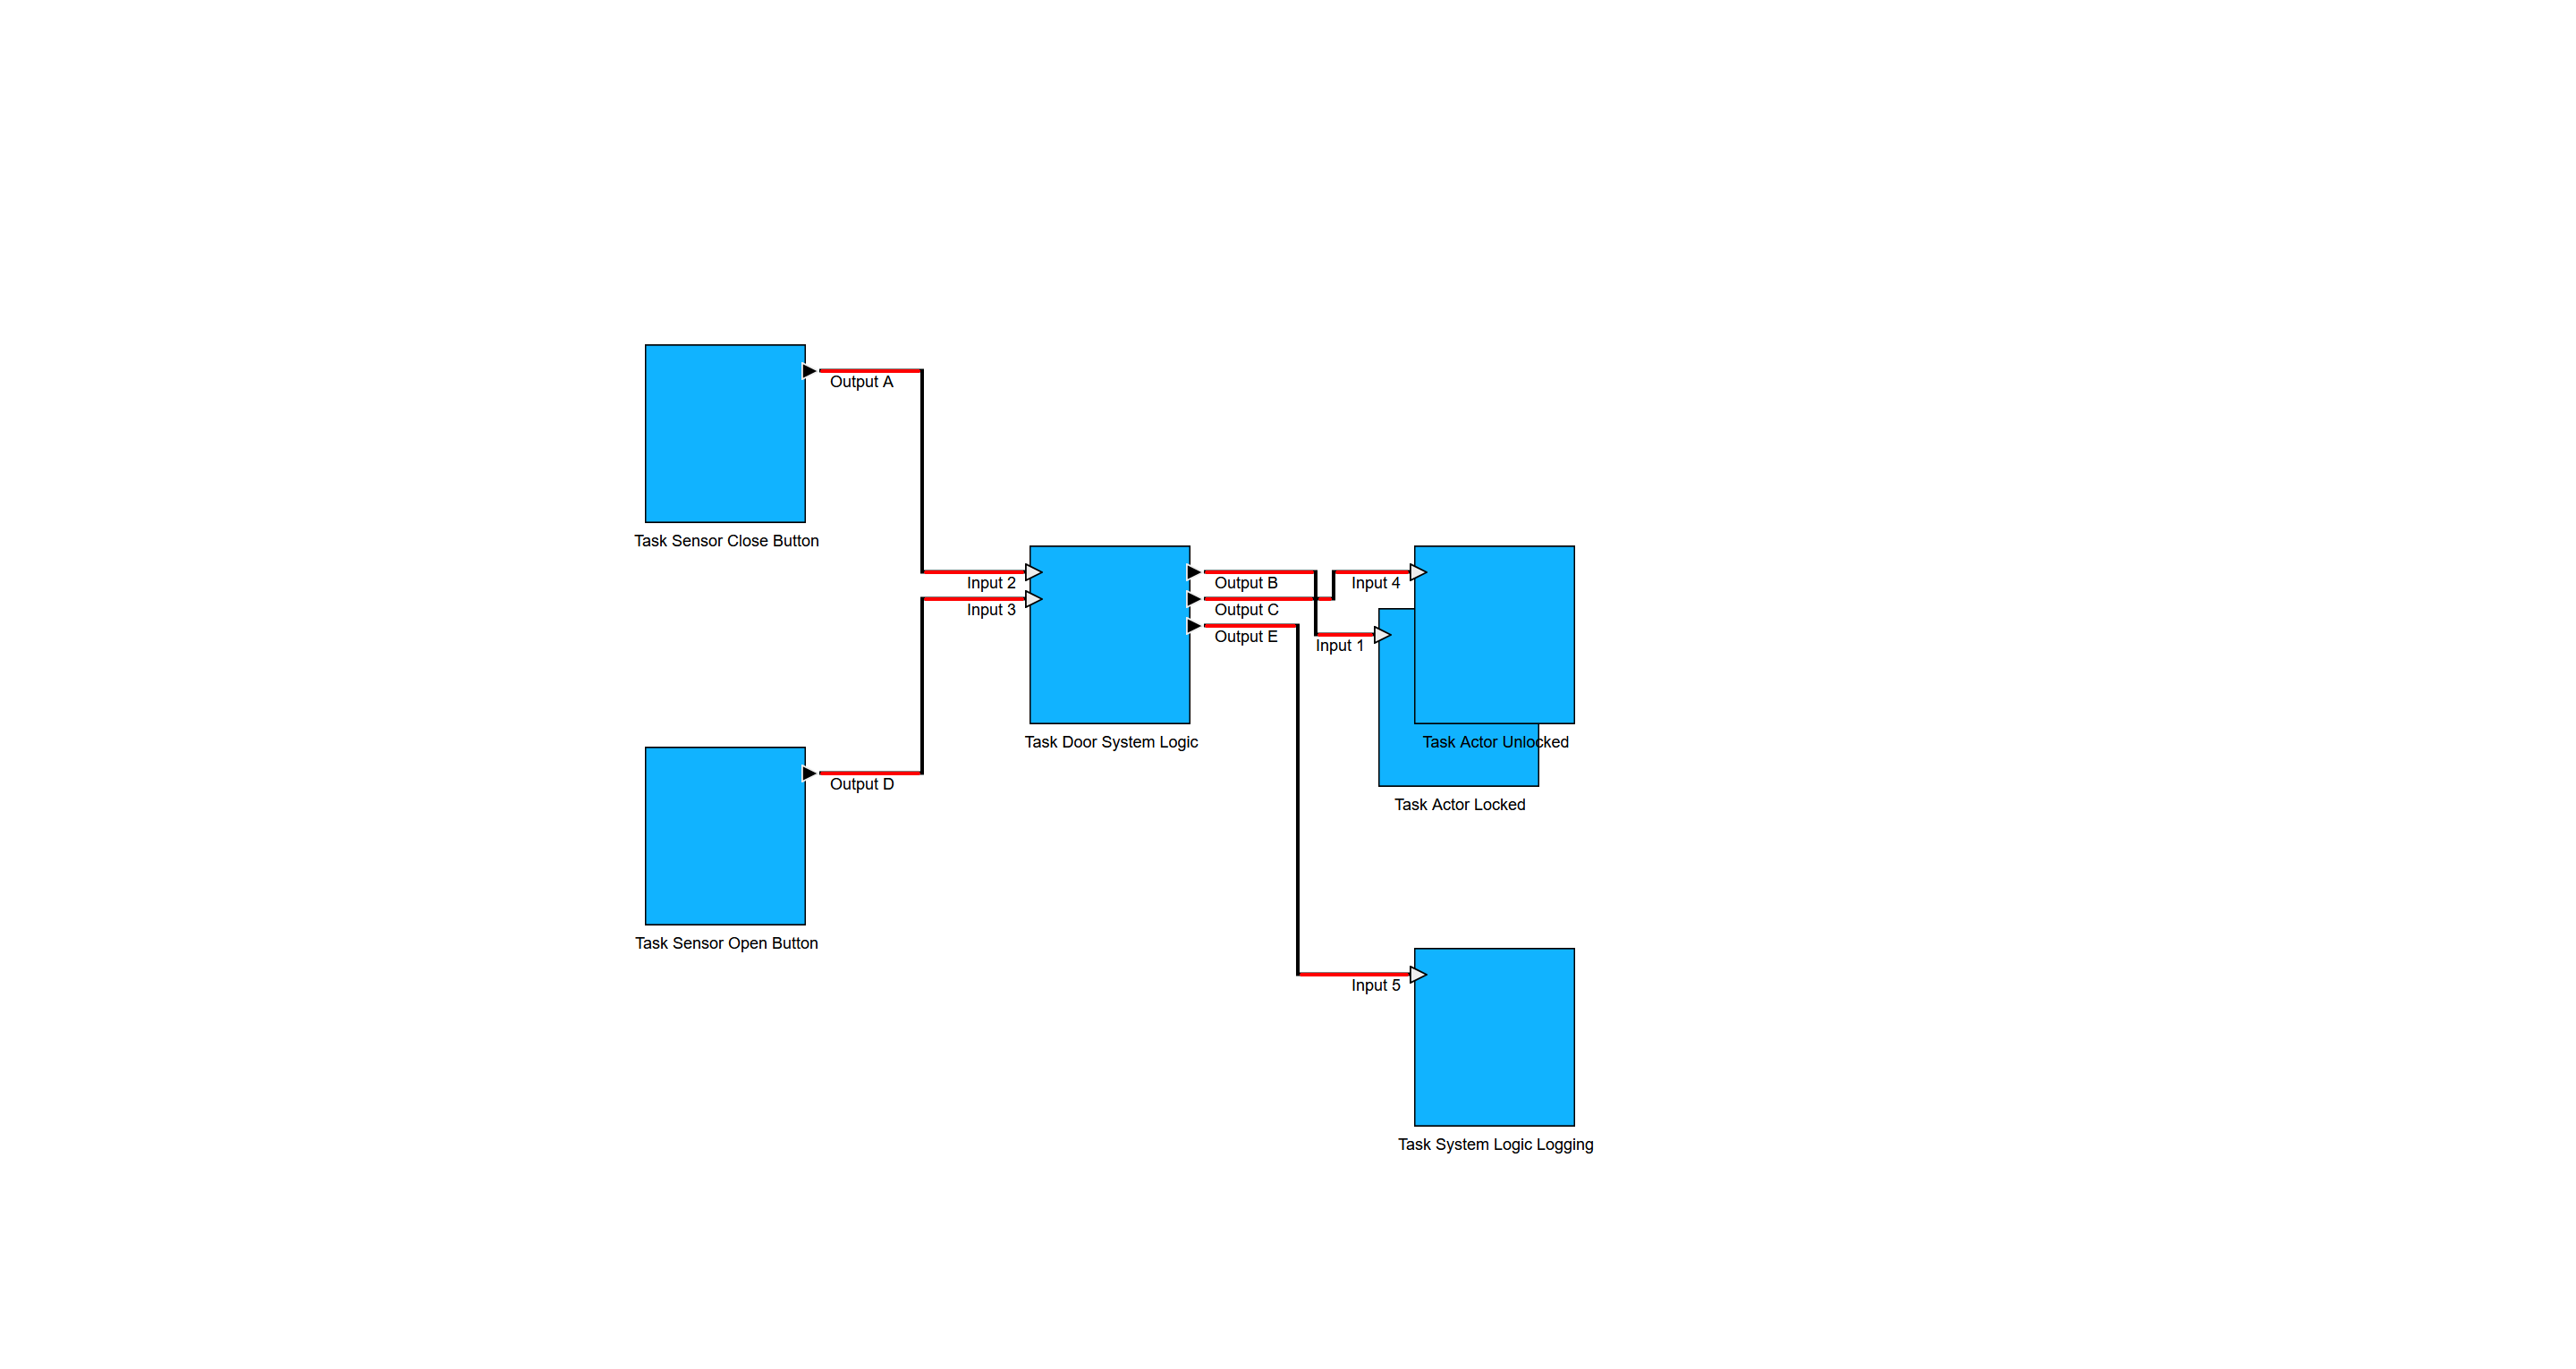 Output A
Task Sensor Close Button
Input 2
Input 3
Output B
Output C
Output E
Input 4
Input 1
Task Door System Logic
Task Actor Unlocked
Output D
Task Actor Locked
Task Sensor Open Button
Input 5
Task System Logic Logging